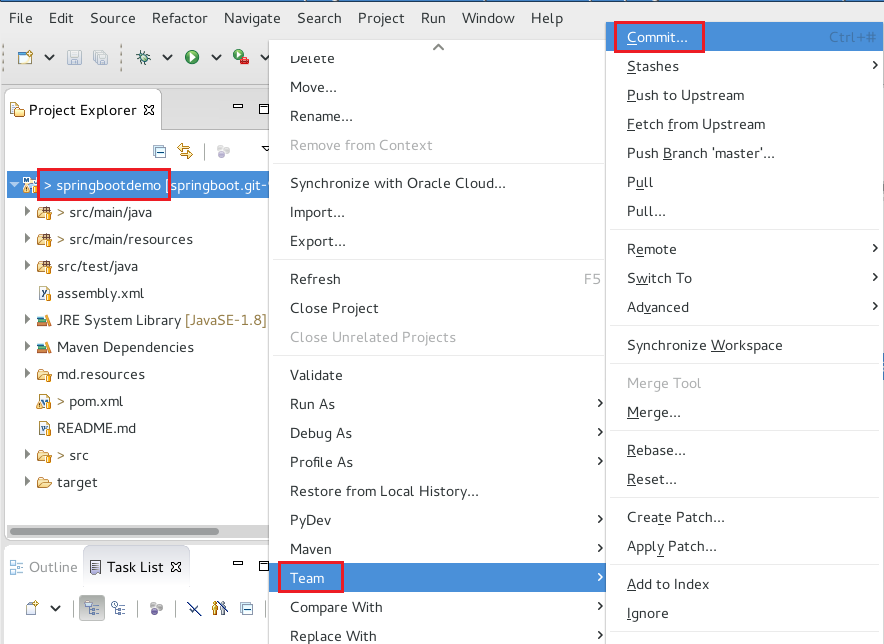 File Edit Source Refactor Navigate Search Project Run Window Help
Project Explorer
> springbootdemo [springboot.git-
> src/main/java
> src/main/resources
src/test/java
assembly.xml
JRE System Library [JavaSE-1.8]
Maven Dependencies
md.resources
> pom.xml
README.md
> src
target
Outline Task List
Delete
Move...
Rename...
Remove from Context
Synchronize with Oracle Cloud...
Import...
Export...
Refresh F5
Close Project
Close Unrelated Projects
Validate
Run As
Debug As
Profile As
Restore from Local History...
PyDev
Maven
Team
Compare With
Replace With
Commit... Ctrl+#
Stashes
Push to Upstream
Fetch from Upstream
Push Branch 'master'...
Pull
Pull...
Remote
Switch To
Advanced
Synchronize Workspace
Merge Tool
Merge...
Rebase...
Reset...
Create Patch...
Apply Patch...
Add to Index
Ignore